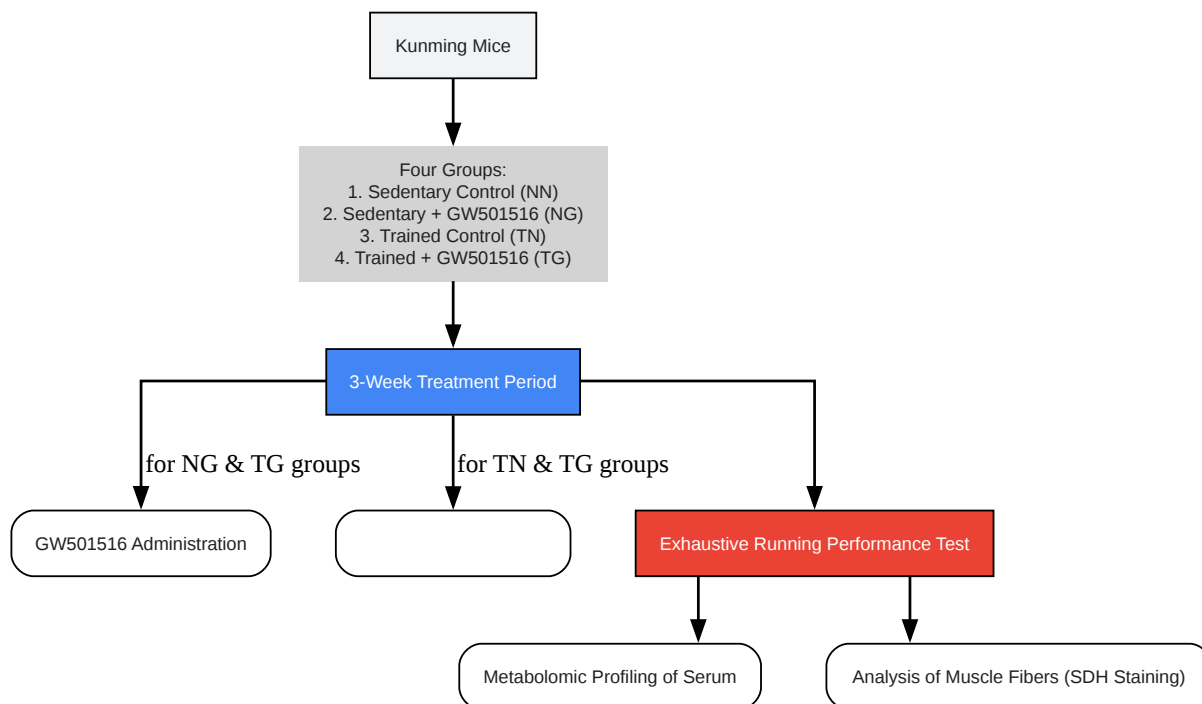 Kunming Mice
Four Groups:
1. Sedentary Control (NN)
2. Sedentary + GW501516 (NG)
3. Trained Control (TN)
4. Trained + GW501516 (TG)
3-Week Treatment Period
for NG & TG groups
for TN & TG groups
GW501516 Administration
Exhaustive Running Performance Test
Metabolomic Profiling of Serum
Analysis of Muscle Fibers (SDH Staining)